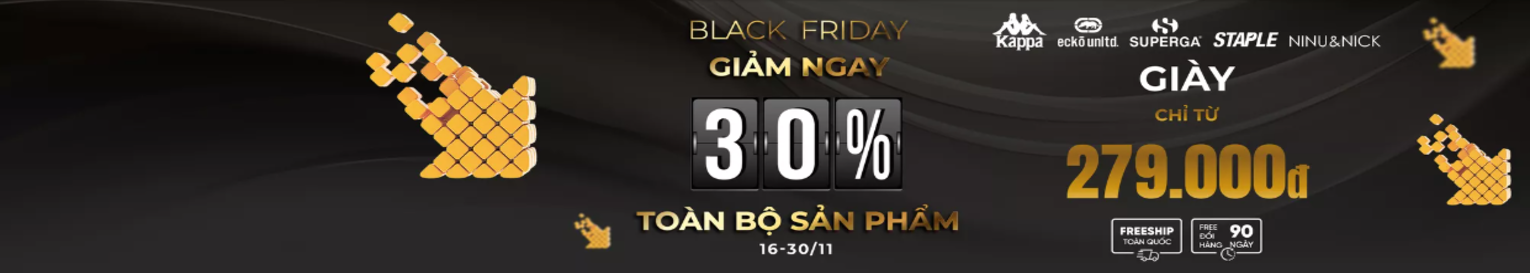 BLACK FRIDAY
GIẢM NGAY
30%
TOÀN BỘ SẢN PHẨM
16-30/11
Kappa eckō unltd. SUPERGA STAPLE NINU&NICK
GIÀY
CHỈ TỪ
279.000đ
FREESHIP
TOÀN QUỐC
FREE
ĐỔI
HÀNG
90
NGÀY